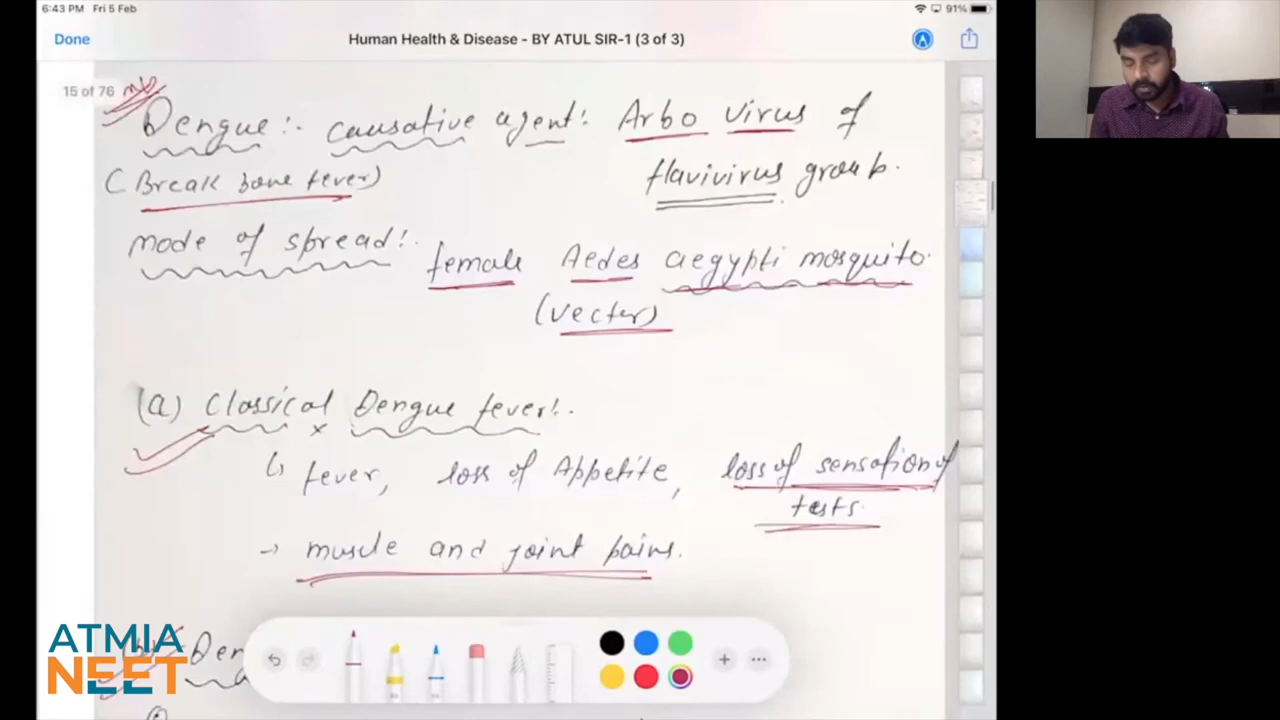 6:43 PM Fri 5 Feb
91%
Done
Human Health & Disease - BY ATUL SIR-1 (3 of 3)
15 of 76
Dengue :- causative agent: Arbo virus of
(Break bone fever)
flavivirus group.
mode of spread:
female Aedes aegypti mosquito.
(vector)
(a) Classical Dengue fever:.
fever, loss of Appetite, loss of sensation of
tests.
→ muscle and joint pains.
Den
ATMIA
NEET